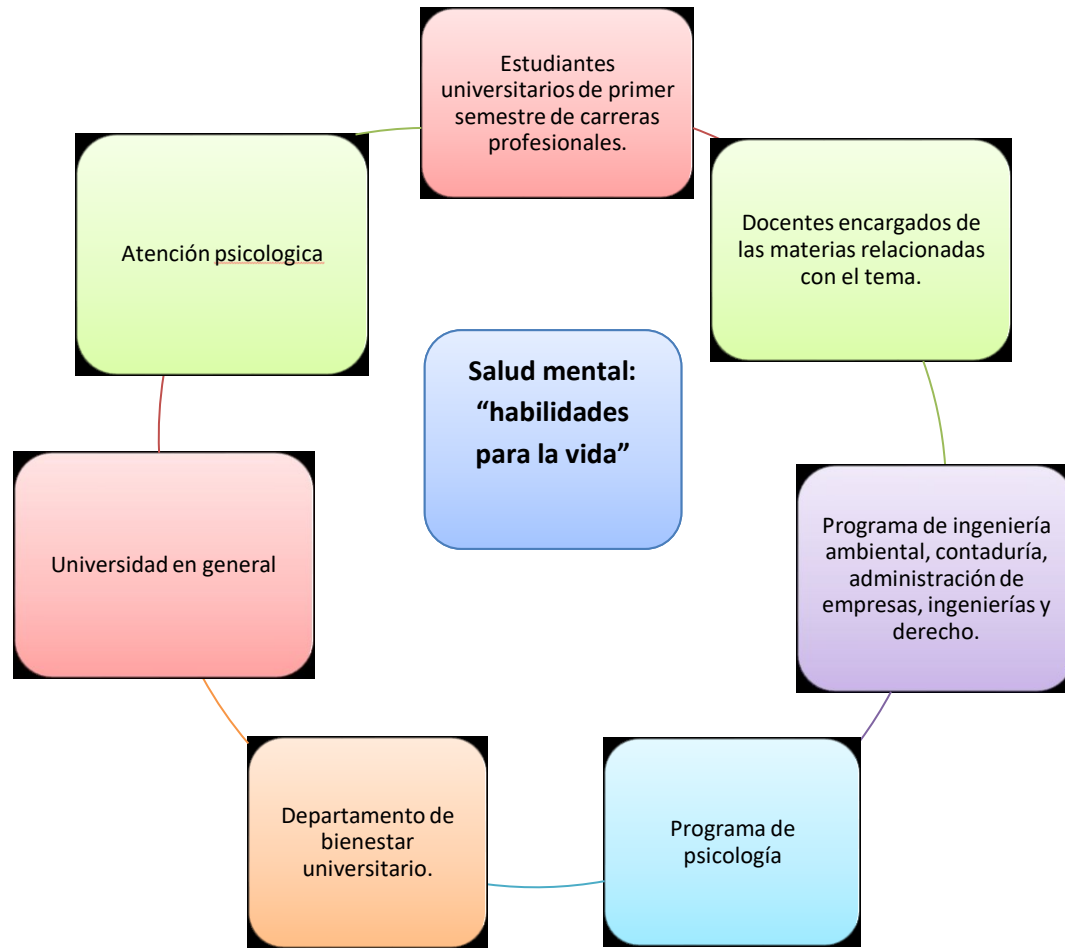 Estudiantes
universitarios de primer
semestre de carreras
profesionales.
Docentes encargados de
las materias relacionadas
con el tema.
Programa de ingeniería
ambiental, contaduría,
administración de
empresas, ingenierías y
derecho.
Programa de
psicología
Departamento de
bienestar
universitario.
Universidad en general
Atención psicologica
Salud mental:
“habilidades
para la vida”